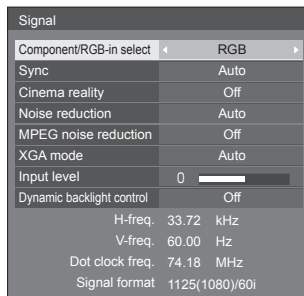 Signal
Component/RGB-in select RGB
Sync Auto
Cinema reality Off
Noise reduction Auto
MPEG noise reduction Off
XGA mode Auto
Input level 0
Dynamic backlight control Off
H-freq. 33.72 kHz
V-freq. 60.00 Hz
Dot clock freq. 74.18 MHz
Signal format 1125(1080)/60i